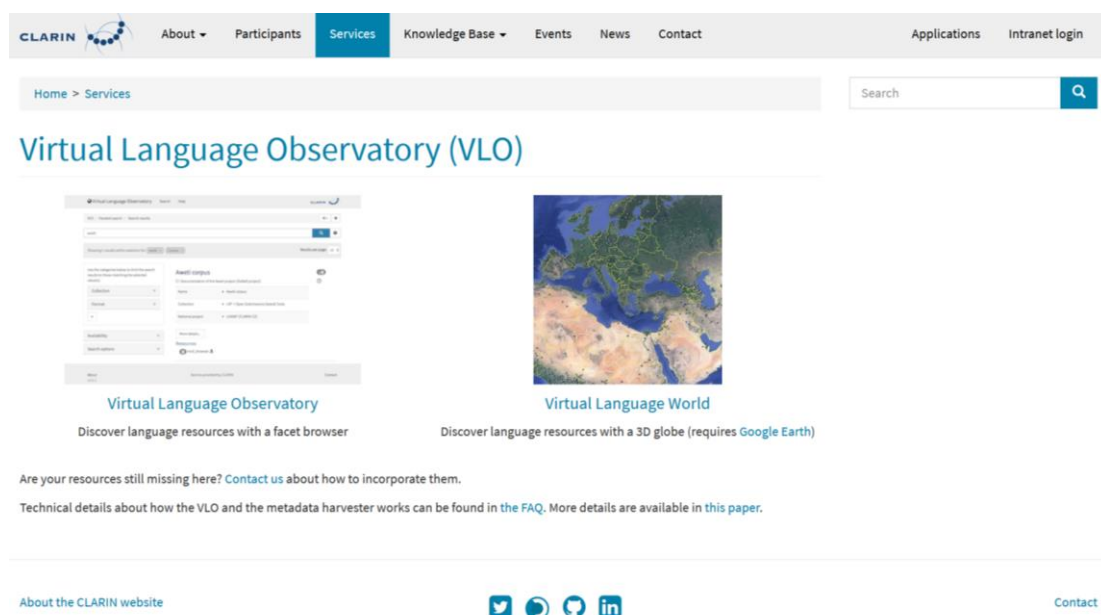 CLARIN
About
Participants
Services
Knowledge Base
Events
News
Contact
Applications
Intranet login
Home > Services
Search
Virtual Language Observatory (VLO)
Virtual Language Observatory
Virtual Language World
Discover language resources with a facet browser
Discover language resources with a 3D globe (requires Google Earth)
Are your resources still missing here? Contact us about how to incorporate them.
Technical details about how the VLO and the metadata harvester works can be found in the FAQ. More details are available in this paper.
About the CLARIN website
Contact